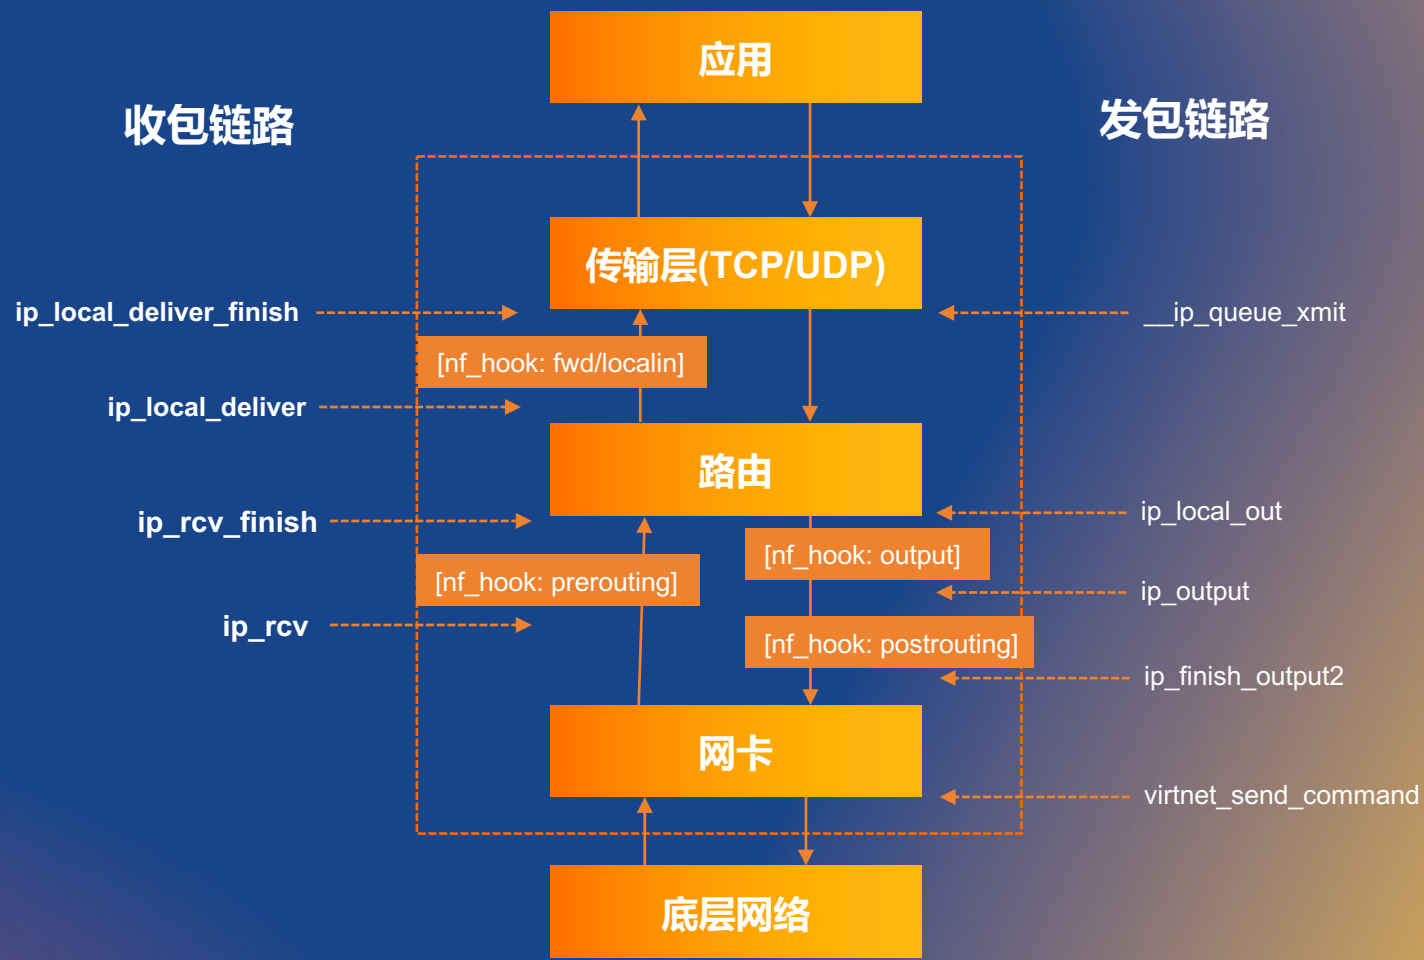 应用
收包链路
发包链路
传输层(TCP/UDP)
ip_local_deliver_finish
__ip_queue_xmit
[nf_hook: fwd/localin]
ip_local_deliver
路由
ip_rcv_finish
ip_local_out
[nf_hook: output]
[nf_hook: prerouting]
ip_output
ip_rcv
[nf_hook: postrouting]
ip_finish_output2
网卡
virtnet_send_command
底层网络